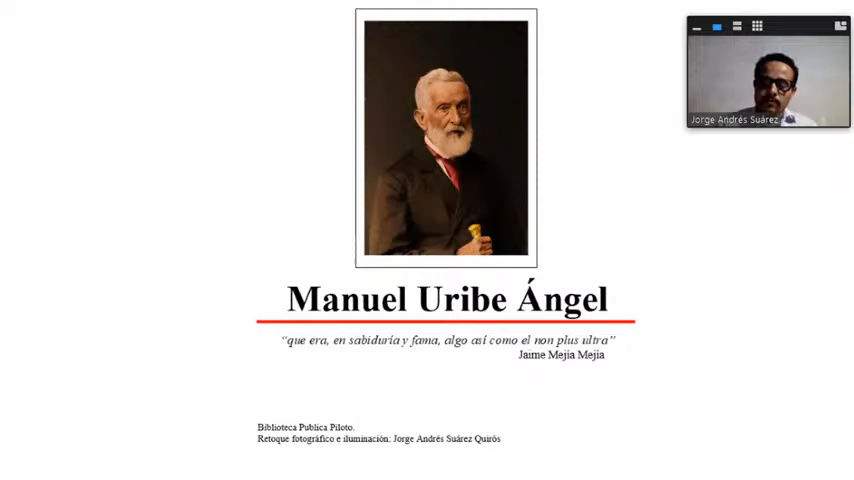 Jorge Andrés Suárez
Manuel Uribe Ángel
“que era, en sabiduría y fama, algo así como el non plus ultra”
Jaime Mejía Mejía
Biblioteca Publica Piloto.
Retoque fotográfico e iluminación: Jorge Andrés Suárez Quirós